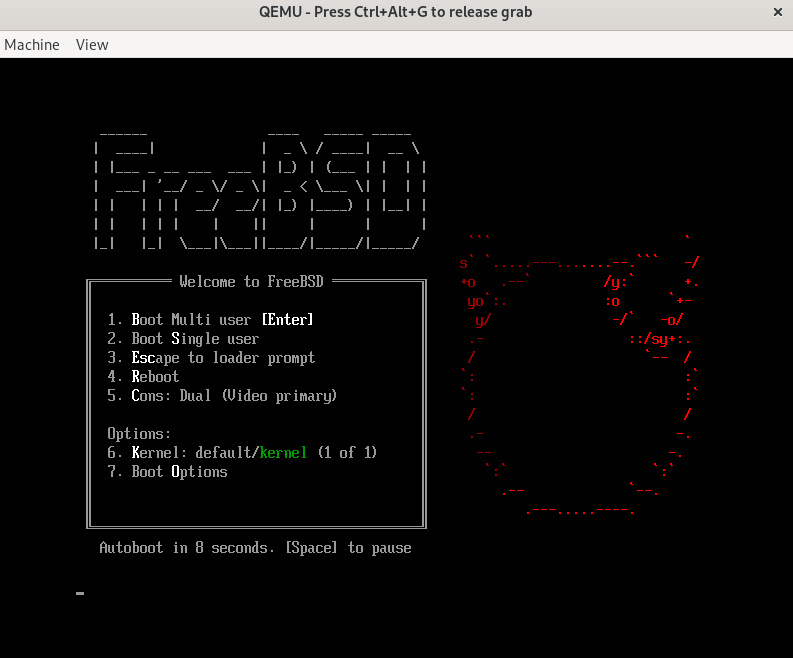 QEMU - Press Ctrl+Alt+G to release grab
Machine View
FreeBSD
Welcome to FreeBSD
1. Boot Multi user [Enter]
2. Boot Single user
3. Escape to loader prompt
4. Reboot
5. Cons: Dual (Video primary)
Options:
6. Kernel: default/kernel (1 of 1)
7. Boot Options
Autoboot in 8 seconds. [Space] to pause